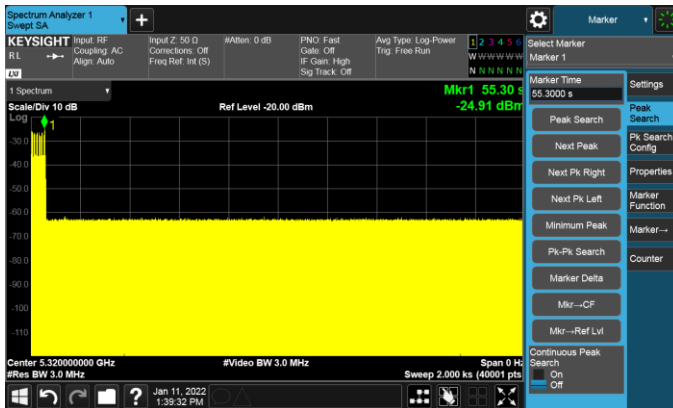 Spectrum Analyzer 1
Swept SA
Marker
KEYSIGHT
RL
Input: RF
Coupling: AC
Align: Auto
Input Z: 50 Ω
Corrections: Off
Freq Ref: Int (S)
#Atten: 0 dB
PNO: Fast
Gate: Off
IF Gain: High
Sig Track: Off
Avg Type: Log-Power
Trig: Free Run
1 2 3 4 5 6
W W W W W W
N N N N N N
Select Marker
Marker 1
1 Spectrum
Scale/Div 10 dB
Log
Ref Level -20.00 dBm
Mkr1 55.30 s
-24.91 dBm
1
-30.0
-40.0
-50.0
-60.0
-70.0
-80.0
-90.0
-100
-110
Center 5.320000000 GHz
#Res BW 3.0 MHz
#Video BW 3.0 MHz
Span 0 Hz
Sweep 2.000 ks (40001 pts)
Marker Time
55.3000 s
Peak Search
Next Peak
Next Pk Right
Next Pk Left
Minimum Peak
Pk-Pk Search
Marker Delta
Mkr→CF
Mkr→Ref Lvl
Continuous Peak
Search
On
Off
Settings
Peak
Search
Pk Search
Config
Properties
Marker
Function
Marker→
Counter
?
Jan 11, 2022
1:39:32 PM